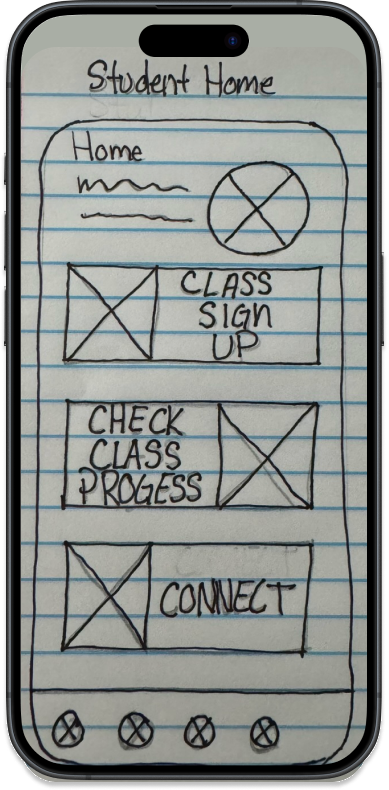 Student Home
Home
CLASS
SIGN
UP
CHECK
CLASS
PROGESS
CONNECT